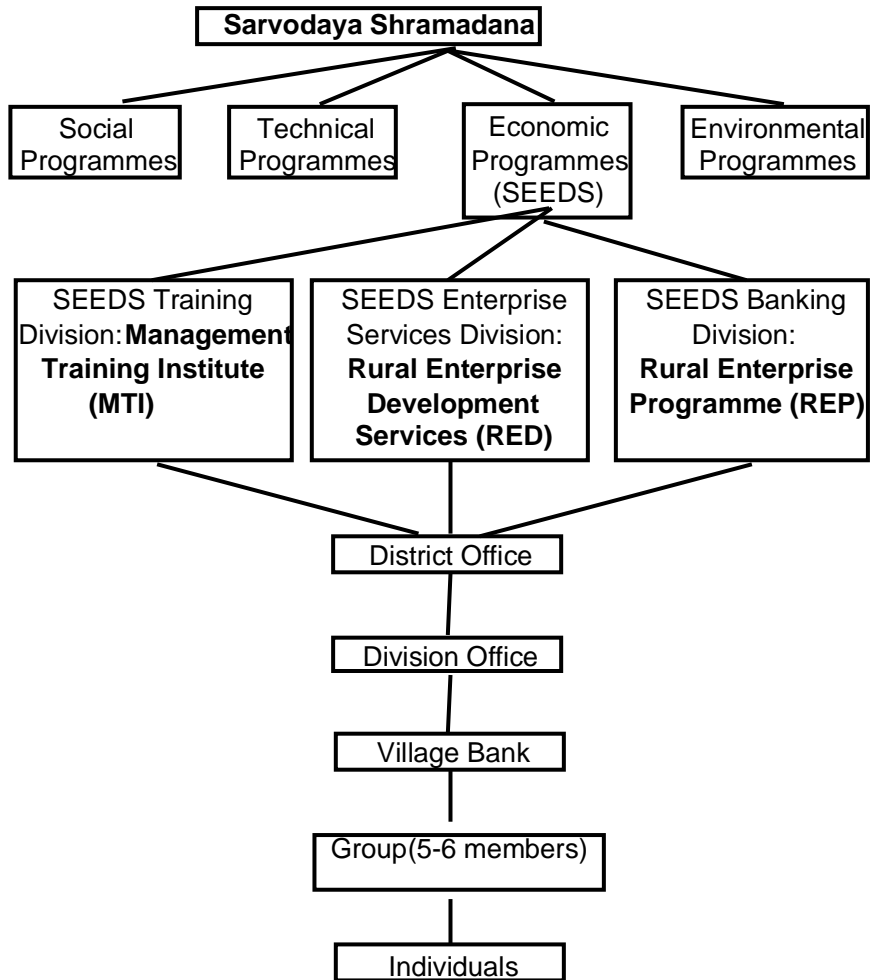 Sarvodaya Shramadana
Social
Programmes
Technical
Programmes
Economic
Programmes
(SEEDS)
Environmental
Programmes
SEEDS Training
Division: Management
Training Institute
(MTI)
SEEDS Enterprise
Services Division:
Rural Enterprise
Development
Services (RED)
SEEDS Banking
Division:
Rural Enterprise
Programme (REP)
District Office
Division Office
Village Bank
Group(5-6 members)
Individuals